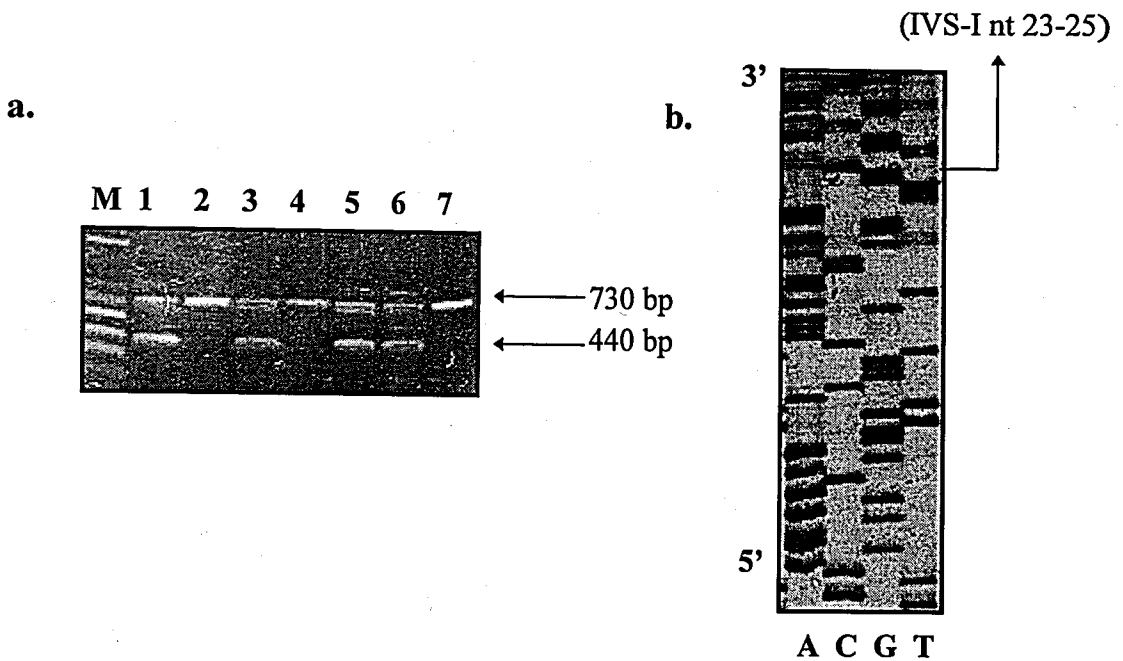 (IVS-I nt 23-25)
a.
b.
3’
M 1 2 3 4 5 6 7
730 bp
440 bp
5’
A C G T